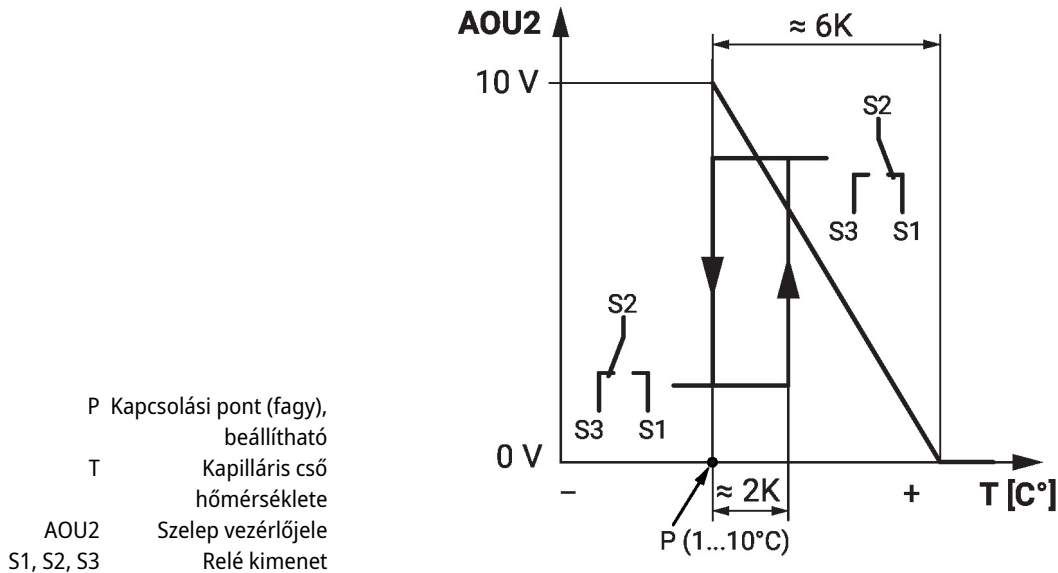 AOU2
≈ 6K
10 V
S2
S3 S1
S2
S3 S1
0 V
– ≈ 2K + T [C°]
P (1...10°C)
P Kapcsolási pont (fagy),
beállítható
T Kapilláris cső
hőmérséklete
AOU2 Szelep vezérlőjele
S1, S2, S3 Relé kimenet